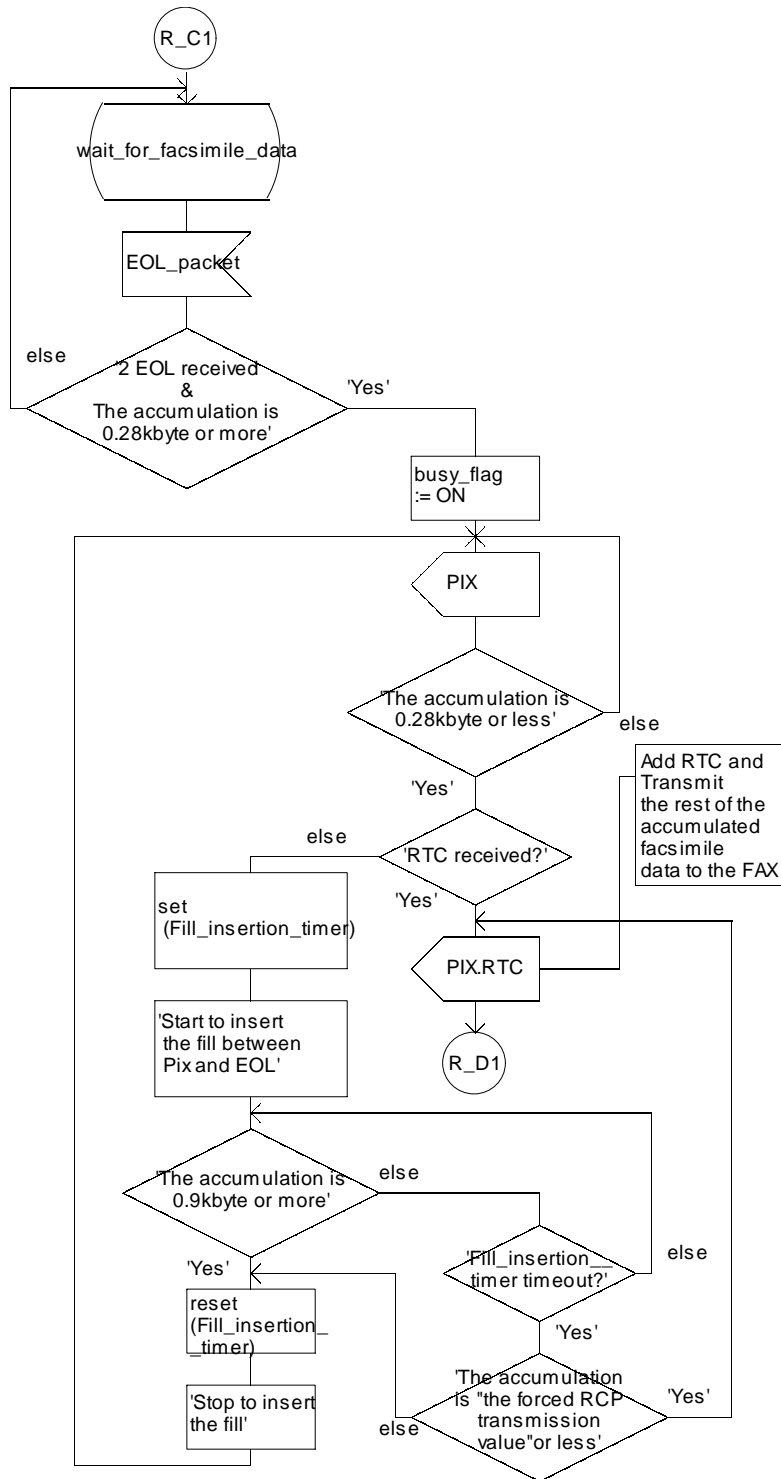 R_C1
wait_for_facsimile_data
EOL_packet
else
'2 EOL received
&
The accumulation is
0.28kbyte or more'
'Yes'
busy_flag
:= ON
PIX
'The accumulation is
0.28kbyte or less'
else
'Yes'
Add RTC and
Transmit
the rest of the
accumulated
facsimile
data to the FAX
else
'RTC received?'
'Yes'
set
(Fill_insertion_timer)
PIX.RTC
'Start to insert
the fill between
Pix and EOL'
R_D1
'The accumulation is
0.9kbyte or more'
else
'Fill_insertion__
timer timeout?'
else
'Yes'
reset
(Fill_insertion_
_timer)
'Yes'
'Stop to insert
the fill'
else
'The accumulation
is "the forced RCP
transmission
value"or less'
'Yes'